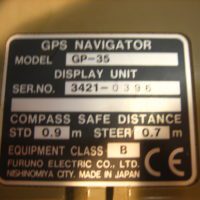 GPS NAVIGATOR
MODEL GP-35
DISPLAY UNIT
SER.NO. 3421-0396
COMPASS SAFE DISTANCE
STD 0.9 m STEER 0.7 m
EQUIPMENT CLASS B
FURUNO ELECTRIC CO., LTD.
NISHINOMIYA CITY. MADE IN JAPAN
CE